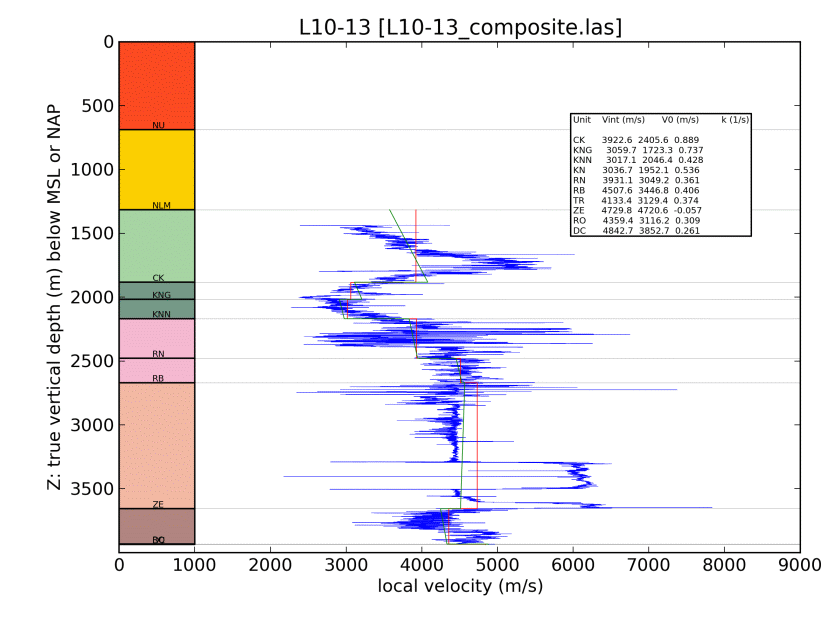 L10-13 [L10-13_composite.las]
Z: true vertical depth (m) below MSL or NAP
0
500
1000
1500
2000
2500
3000
3500
NU
NLM
CK
KNG
KNN
RN
RB
ZE
Unit Vint (m/s) V0 (m/s) k (1/s)
CK 3922.6 2405.6 0.889
KNG 3059.7 1723.3 0.737
KNN 3017.1 2046.4 0.428
KN 3036.7 1952.1 0.536
RN 3931.1 3049.2 0.361
RB 4507.6 3446.8 0.406
TR 4133.4 3129.4 0.374
ZE 4729.8 4720.6 -0.057
RO 4359.4 3116.2 0.309
DC 4842.7 3852.7 0.261
0 1000 2000 3000 4000 5000 6000 7000 8000 9000
local velocity (m/s)